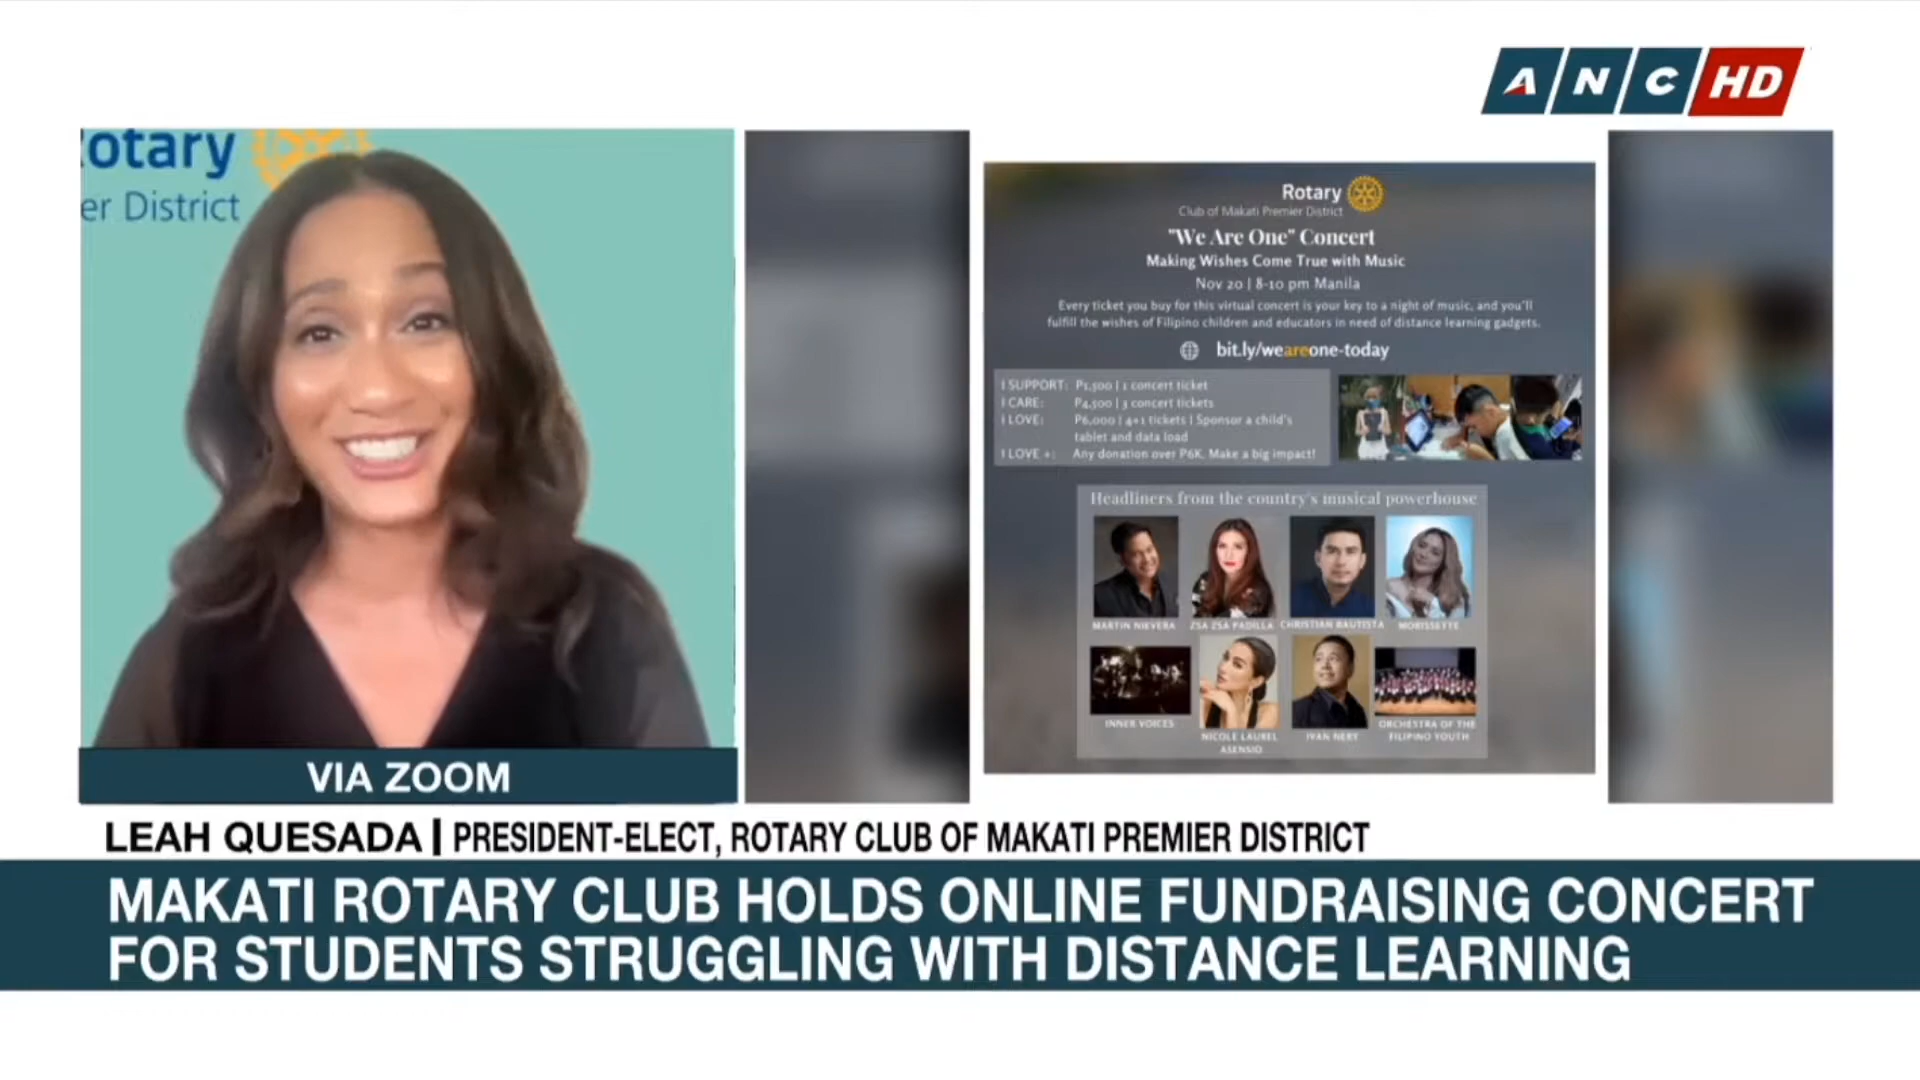 ANC HD
otary
er District
VIA ZOOM
Rotary
Club of Makati Premier District
"We Are One" Concert
Making Wishes Come True with Music
Nov 20 | 8-10 pm Manila
Every ticket you buy for this virtual concert is your key to a night of music, and you'll
fulfill the wishes of Filipino children and educators in need of distance learning gadgets.
bit.ly/weareone-today
I SUPPORT: P1,500 | 1 concert ticket
I CARE: P4,500 | 3 concert tickets
I LOVE: P6,000 | 4+1 tickets | Sponsor a child's
tablet and data load
I LOVE +: Any donation over P6K. Make a big impact!
Headliners from the country's musical powerhouse
MARTIN NIEVERA ZSA ZSA PADILLA CHRISTIAN BAUTISTA MORISSETTE
INNER VOICES
NICOLE LAUREL
ASENSIO
IVAN NERY
ORCHESTRA OF THE
FILIPINO YOUTH
LEAH QUESADA | PRESIDENT-ELECT, ROTARY CLUB OF MAKATI PREMIER DISTRICT
MAKATI ROTARY CLUB HOLDS ONLINE FUNDRAISING CONCERT
FOR STUDENTS STRUGGLING WITH DISTANCE LEARNING